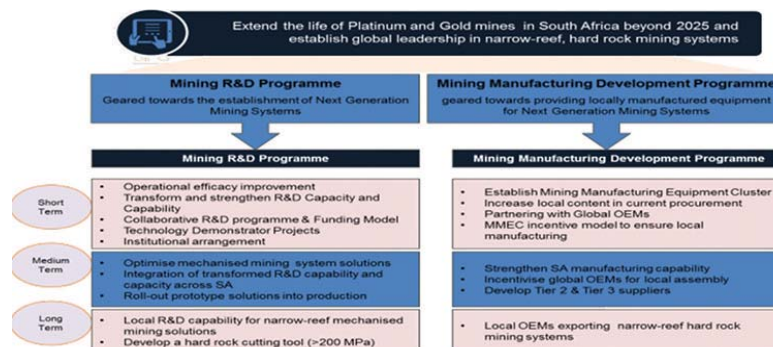 Extend the life of Platinum and Gold mines in South Africa beyond 2025 and
establish global leadership in narrow-reef, hard rock mining systems
Mining R&D Programme
Geared towards the establishment of Next Generation
Mining Systems
Mining Manufacturing Development Programme
geared towards providing locally manufactured equipment
for Next Generation Mining Systems
Mining R&D Programme
Mining Manufacturing Development Programme
Short
Term
• Operational efficacy improvement
• Transform and strengthen R&D Capacity and
Capability
• Collaborative R&D programme & Funding Model
• Technology Demonstrator Projects
• Institutional arrangement
• Establish Mining Manufacturing Equipment Cluster
• Increase local content in current procurement
• Partnering with Global OEMs
• MMEC incentive model to ensure local
manufacturing
Medium
Term
• Optimise mechanised mining system solutions
• Integration of transformed R&D capability and
capacity across SA
• Roll-out prototype solutions into production
• Strengthen SA manufacturing capability
• Incentivise global OEMs for local assembly
• Develop Tier 2 & Tier 3 suppliers
Long
Term
• Local R&D capability for narrow-reef mechanised
mining solutions
• Develop a hard rock cutting tool (>200 MPa)
• Local OEMs exporting narrow-reef hard rock
mining systems